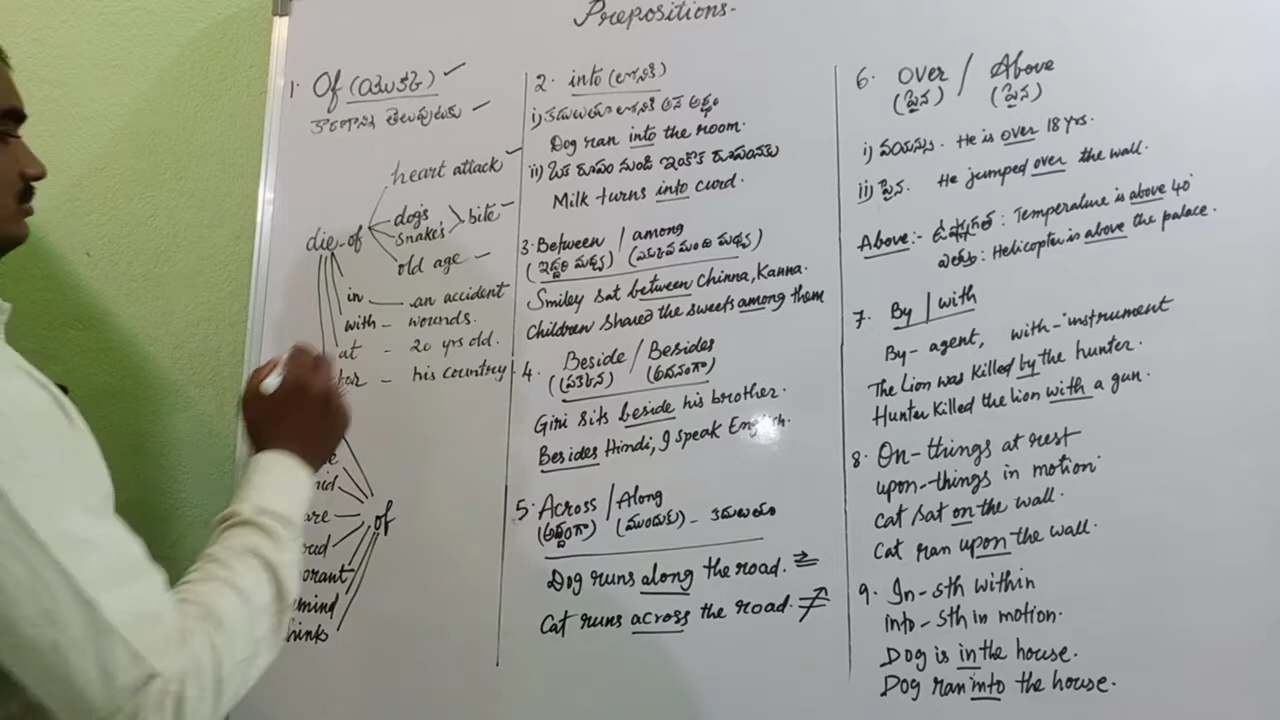 Prepositions.
1. Of (యొక్క) ✓
కారణాన్ని తెలుపుటకు ✓
heart attack
die-of
dog's
snake's
bite
old age
in an accident
with - wounds.
at - 20 yrs old.
for - his country.
of
2. into (లోనికి)
i) కదులుతూ లోనికి అనే అర్థం
Dog ran into the room.
ii) ఒక రూపం నుండి ఇంకొక రూపానికు
Milk turns into curd.
3. Between / among
(ఇద్దరి మధ్య) (ఎక్కువ మంది మధ్య)
Smiley sat between Chinna, Kanna.
Children shared the sweets among them
4. Beside / Besides
(పక్కన) (అదనంగా)
Giri sits beside his brother.
Besides Hindi, I speak English.
5. Across / Along
(అడ్డంగా) (ముందుకు) -
Dog runs along the road.
Cat runs across the road.
6. Over / Above
(పైన) (పైన)
i) వయస్సు. He is over 18 yrs.
ii) పైన. He jumped over the wall.
Above:- ఉష్ణోగ్రత : Temperature is above 40°
ఎత్తు : Helicopter is above the palace.
7. By / with
By - agent, with - instrument
The Lion was killed by the hunter.
Hunter killed the lion with a gun.
8. On - things at rest
upon - things in motion
Cat sat on the wall.
Cat ran upon the wall.
9. In - sth within
into - sth in motion.
Dog is in the house.
Dog ran into the house.